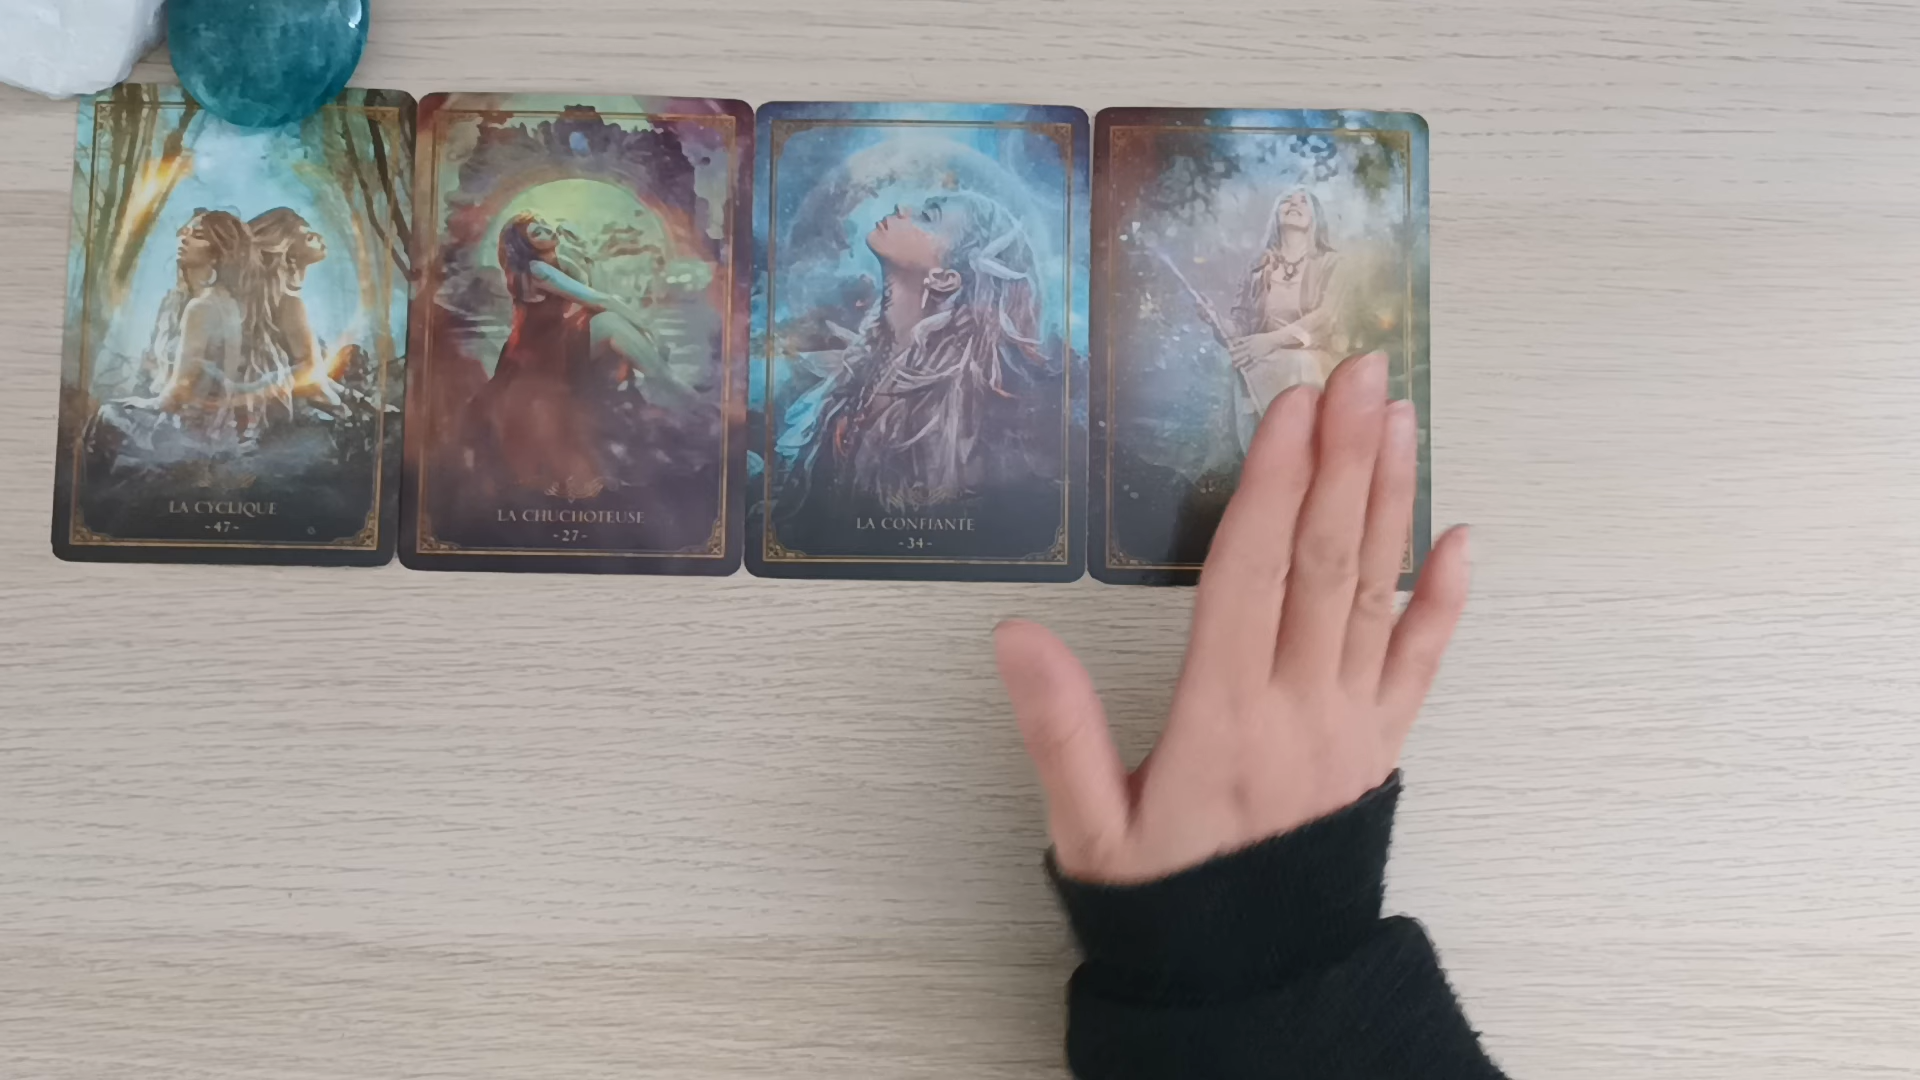 LA CYCLIQUE
-47-
LA CHUCHOTEUSE
-27-
LA CONFIANTE
-34-